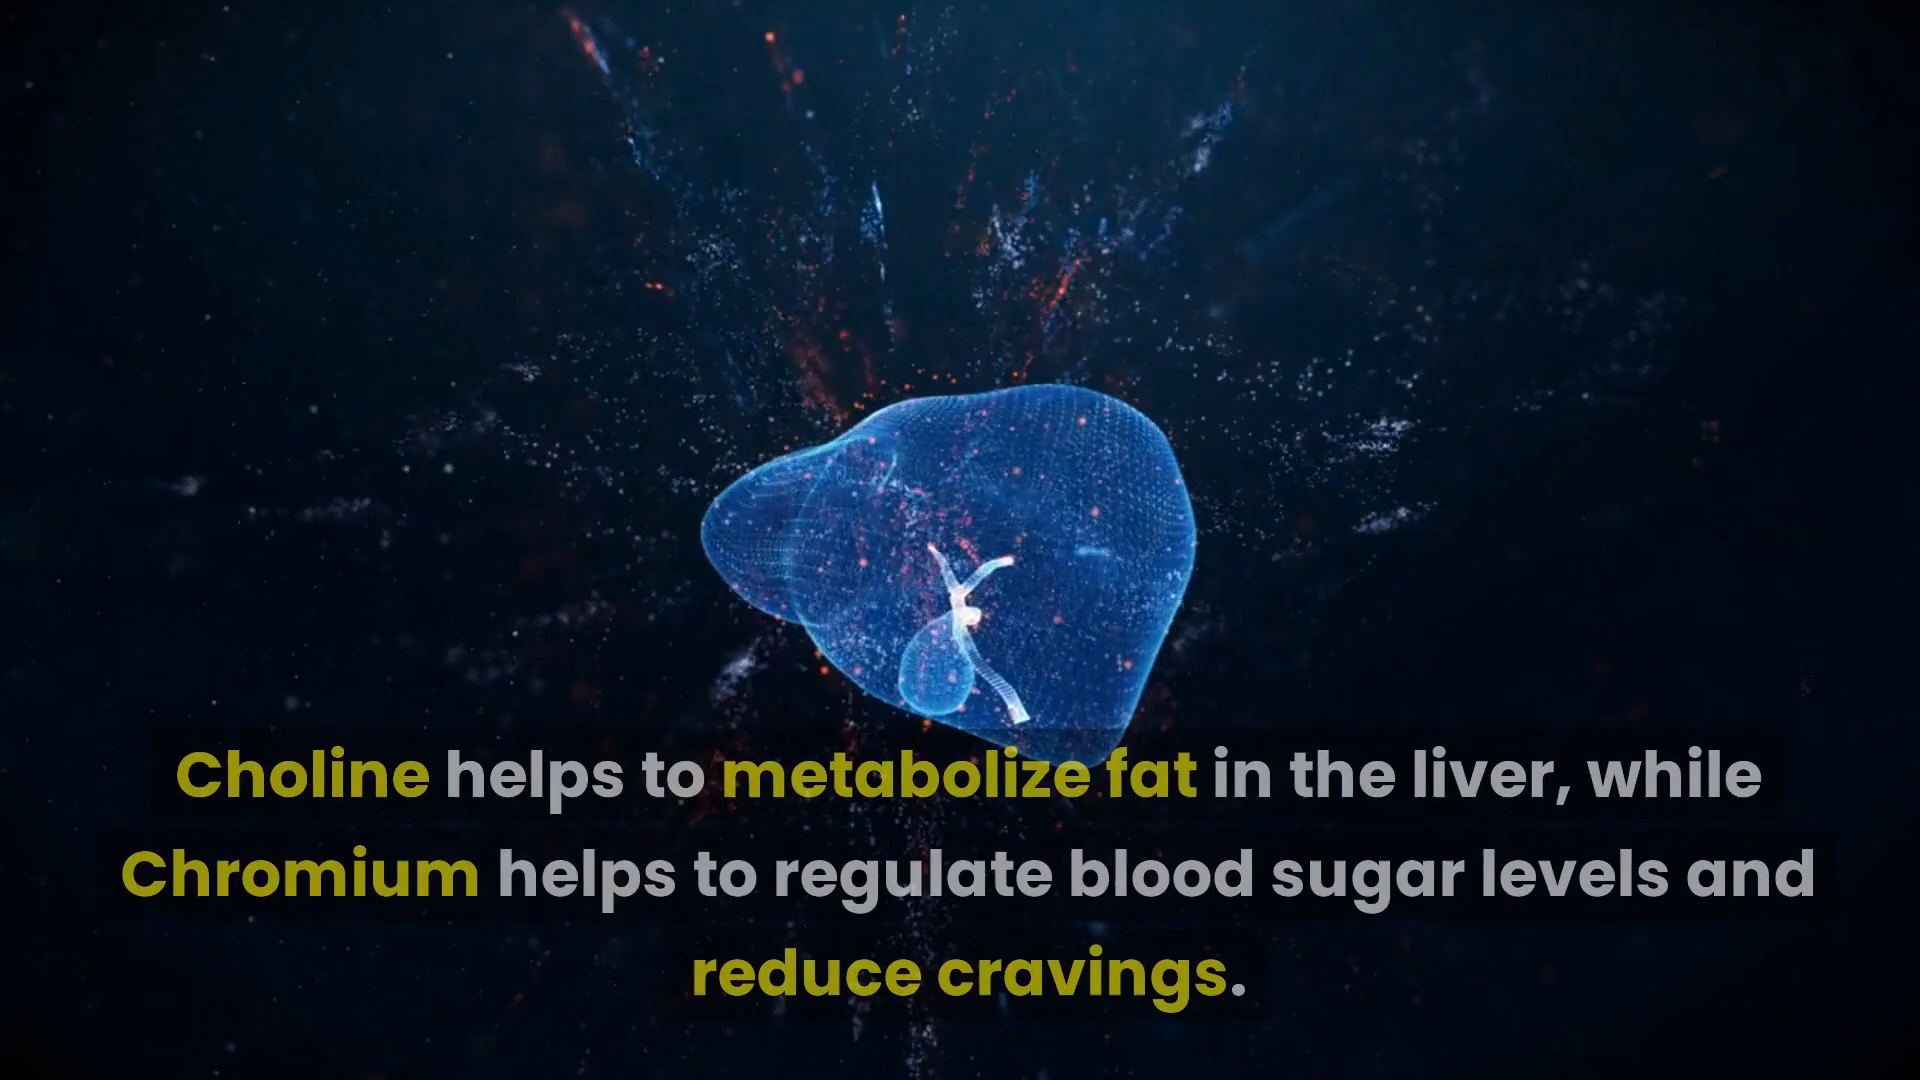 Choline helps to metabolize fat in the liver, while
Chromium helps to regulate blood sugar levels and
reduce cravings.